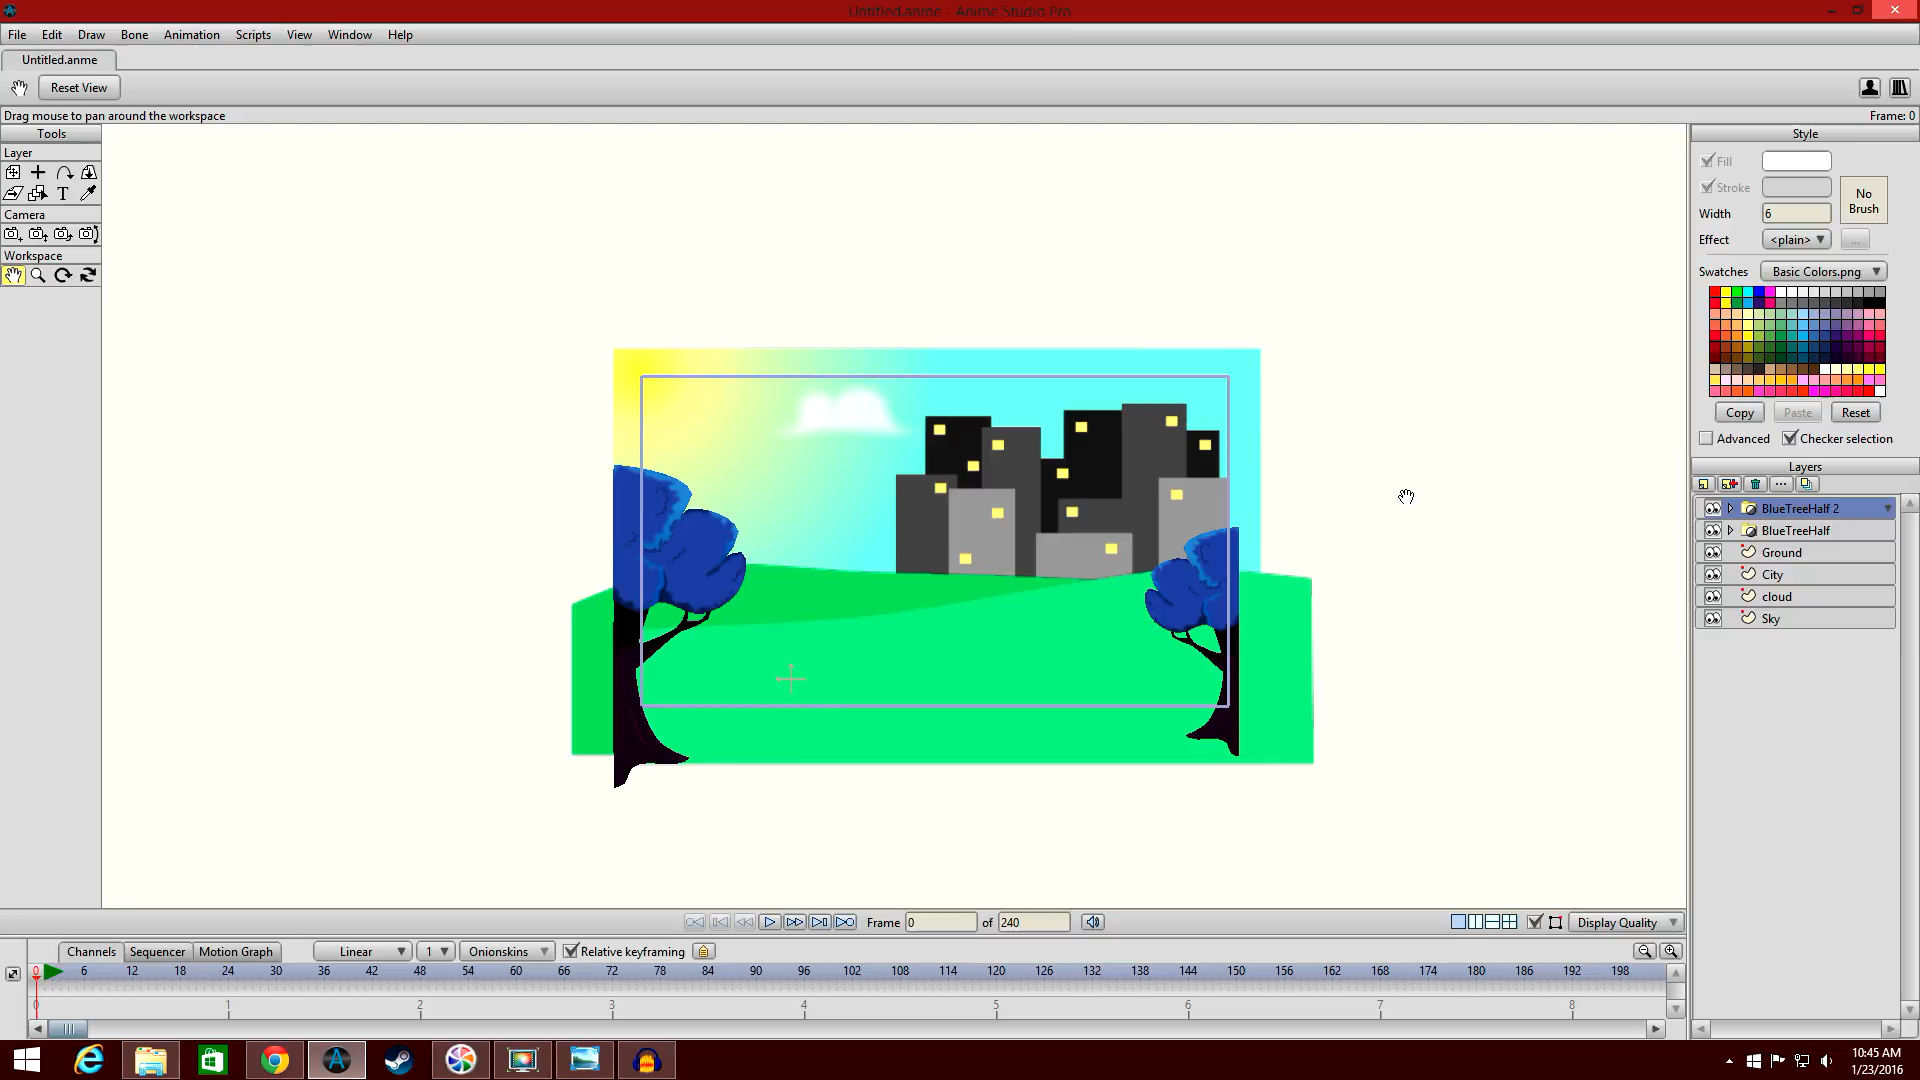 Untitled.anme - Anime Studio Pro
File Edit Draw Bone Animation Scripts View Window Help
Untitled.anme
Reset View
Drag mouse to pan around the workspace
Frame: 0
Tools
Layer
T
Camera
Workspace
Style
Fill
Stroke
No
Brush
Width 6
Effect <plain> ...
Swatches Basic Colors.png
Copy Paste Reset
Advanced Checker selection
Layers
BlueTreeHalf 2
BlueTreeHalf
Ground
City
cloud
Sky
Frame 0 of 240
Display Quality
Channels Sequencer Motion Graph Linear 1 Onionskins Relative keyframing
0 6 12 18 24 30 36 42 48 54 60 66 72 78 84 90 96 102 108 114 120 126 132 138 144 150 156 162 168 174 180 186 192 198
0 1 2 3 4 5 6 7 8
10:45 AM
1/23/2016